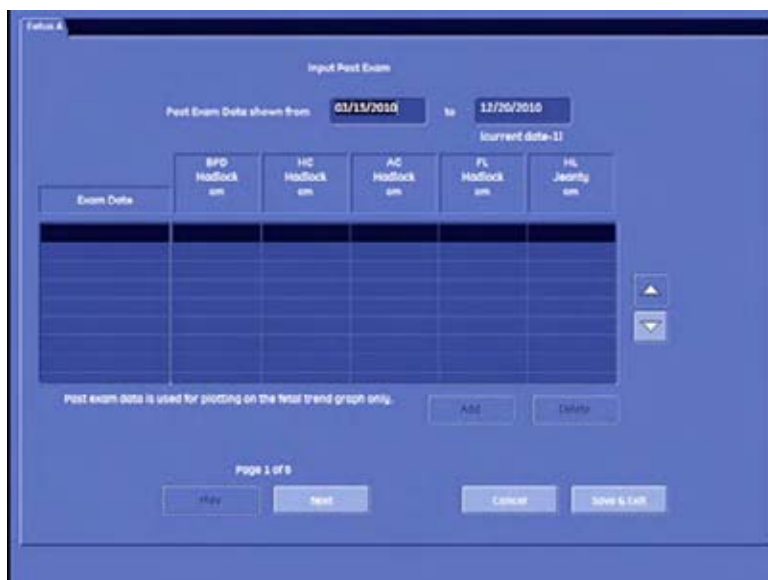 Fetus A
Input Past Exam
Past Exam Data shown from 03/15/2010 to 12/20/2010
(current date-1)
Exam Date
BPD Hadlock cm
HC Hadlock cm
AC Hadlock cm
FL Hadlock cm
HL Jeanty cm
Past exam data is used for plotting on the fetal trend graph only.
Add Delete
Page 1 of 6
Prev Next Cancel Save & Exit